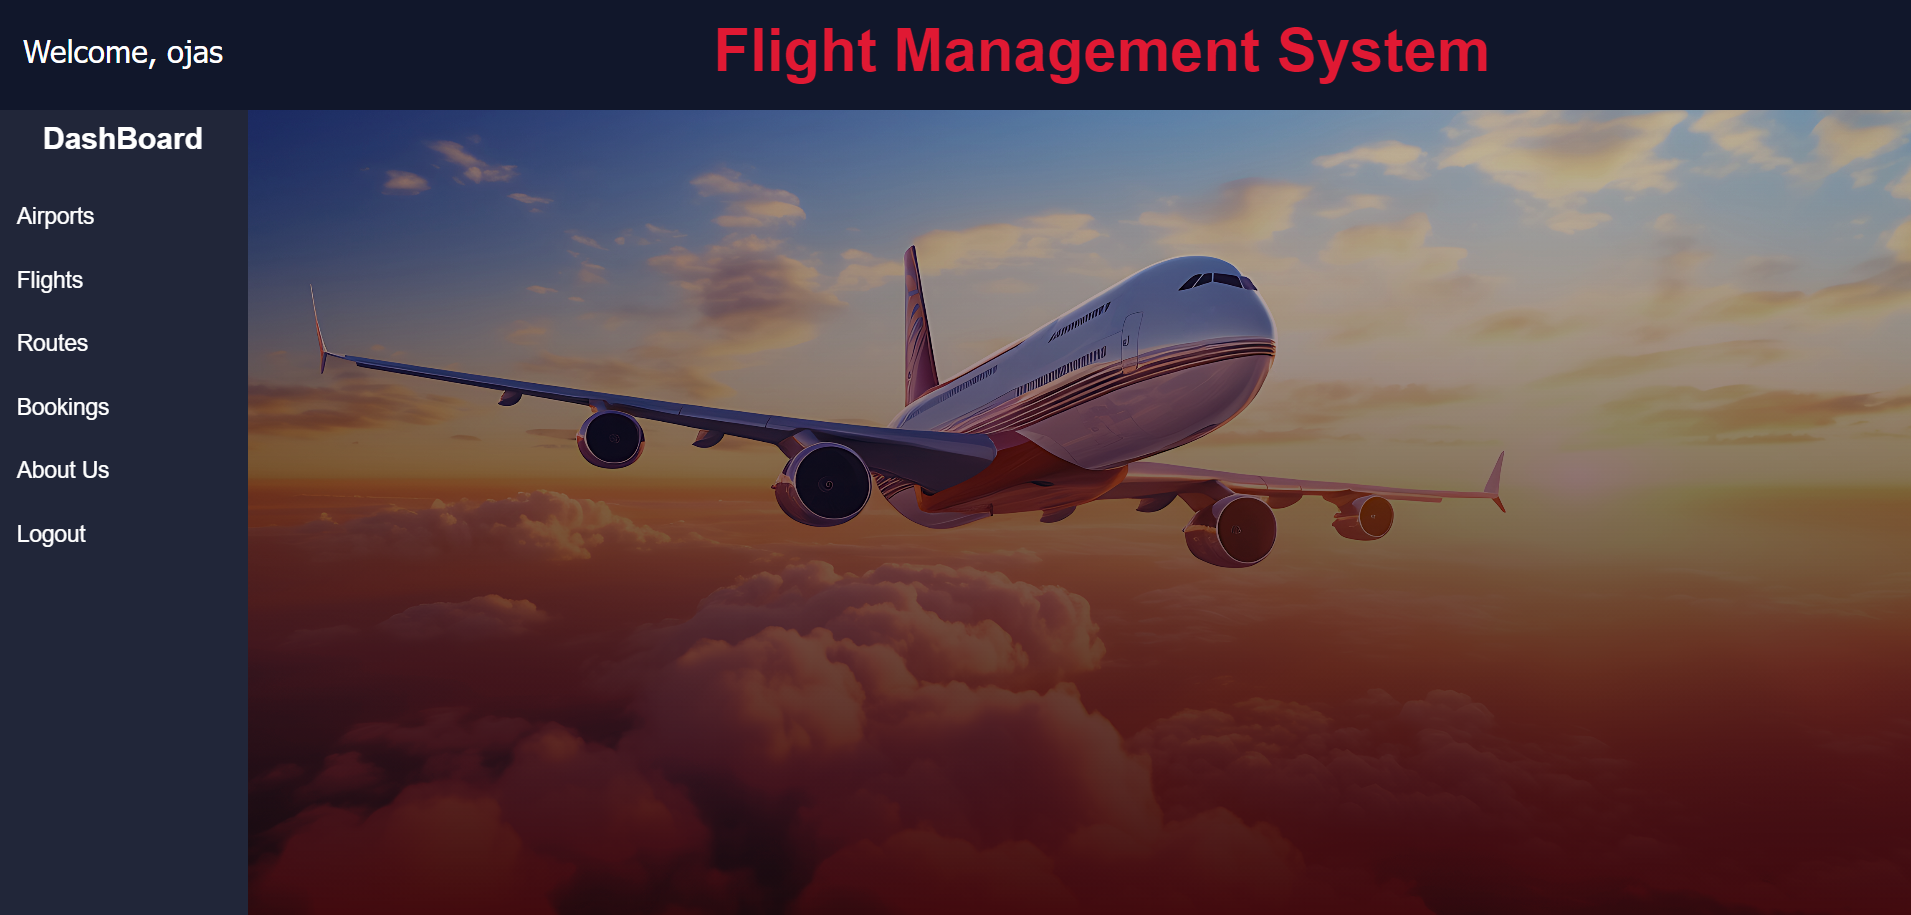 Welcome, ojas
Flight Management System
DashBoard
Airports
Flights
Routes
Bookings
About Us
Logout